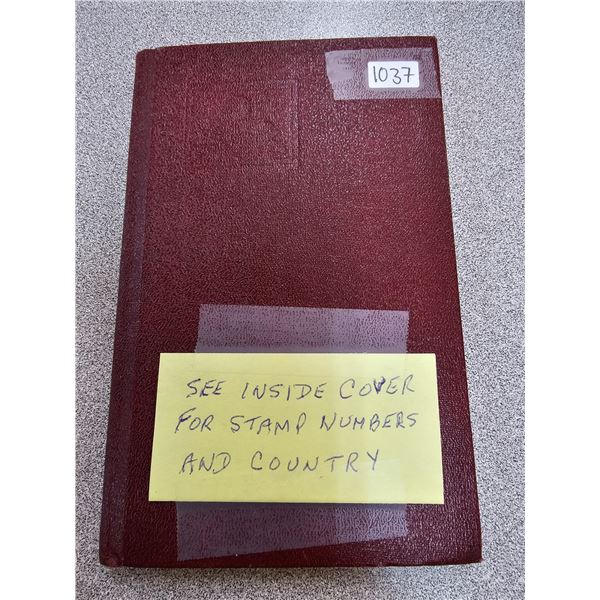 1037
SEE INSIDE COVER
FOR STAMP NUMBERS
AND COUNTRY